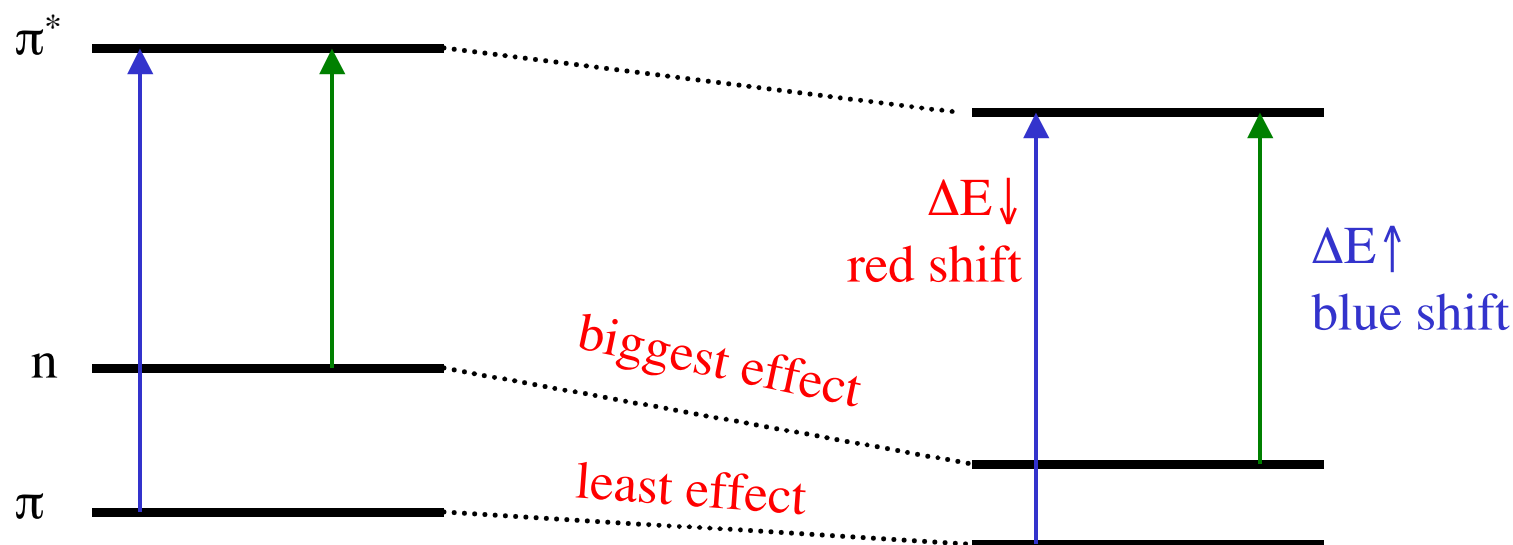 π*
ΔE↓
red shift
ΔE↑
blue shift
biggest effect
n
least effect
π